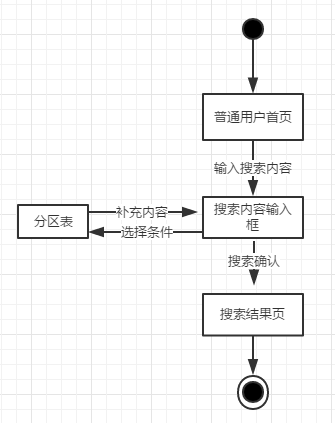 普通用户首页
输入搜索内容
分区表
补充内容
选择条件
搜索内容输入
框
搜索确认
搜索结果页